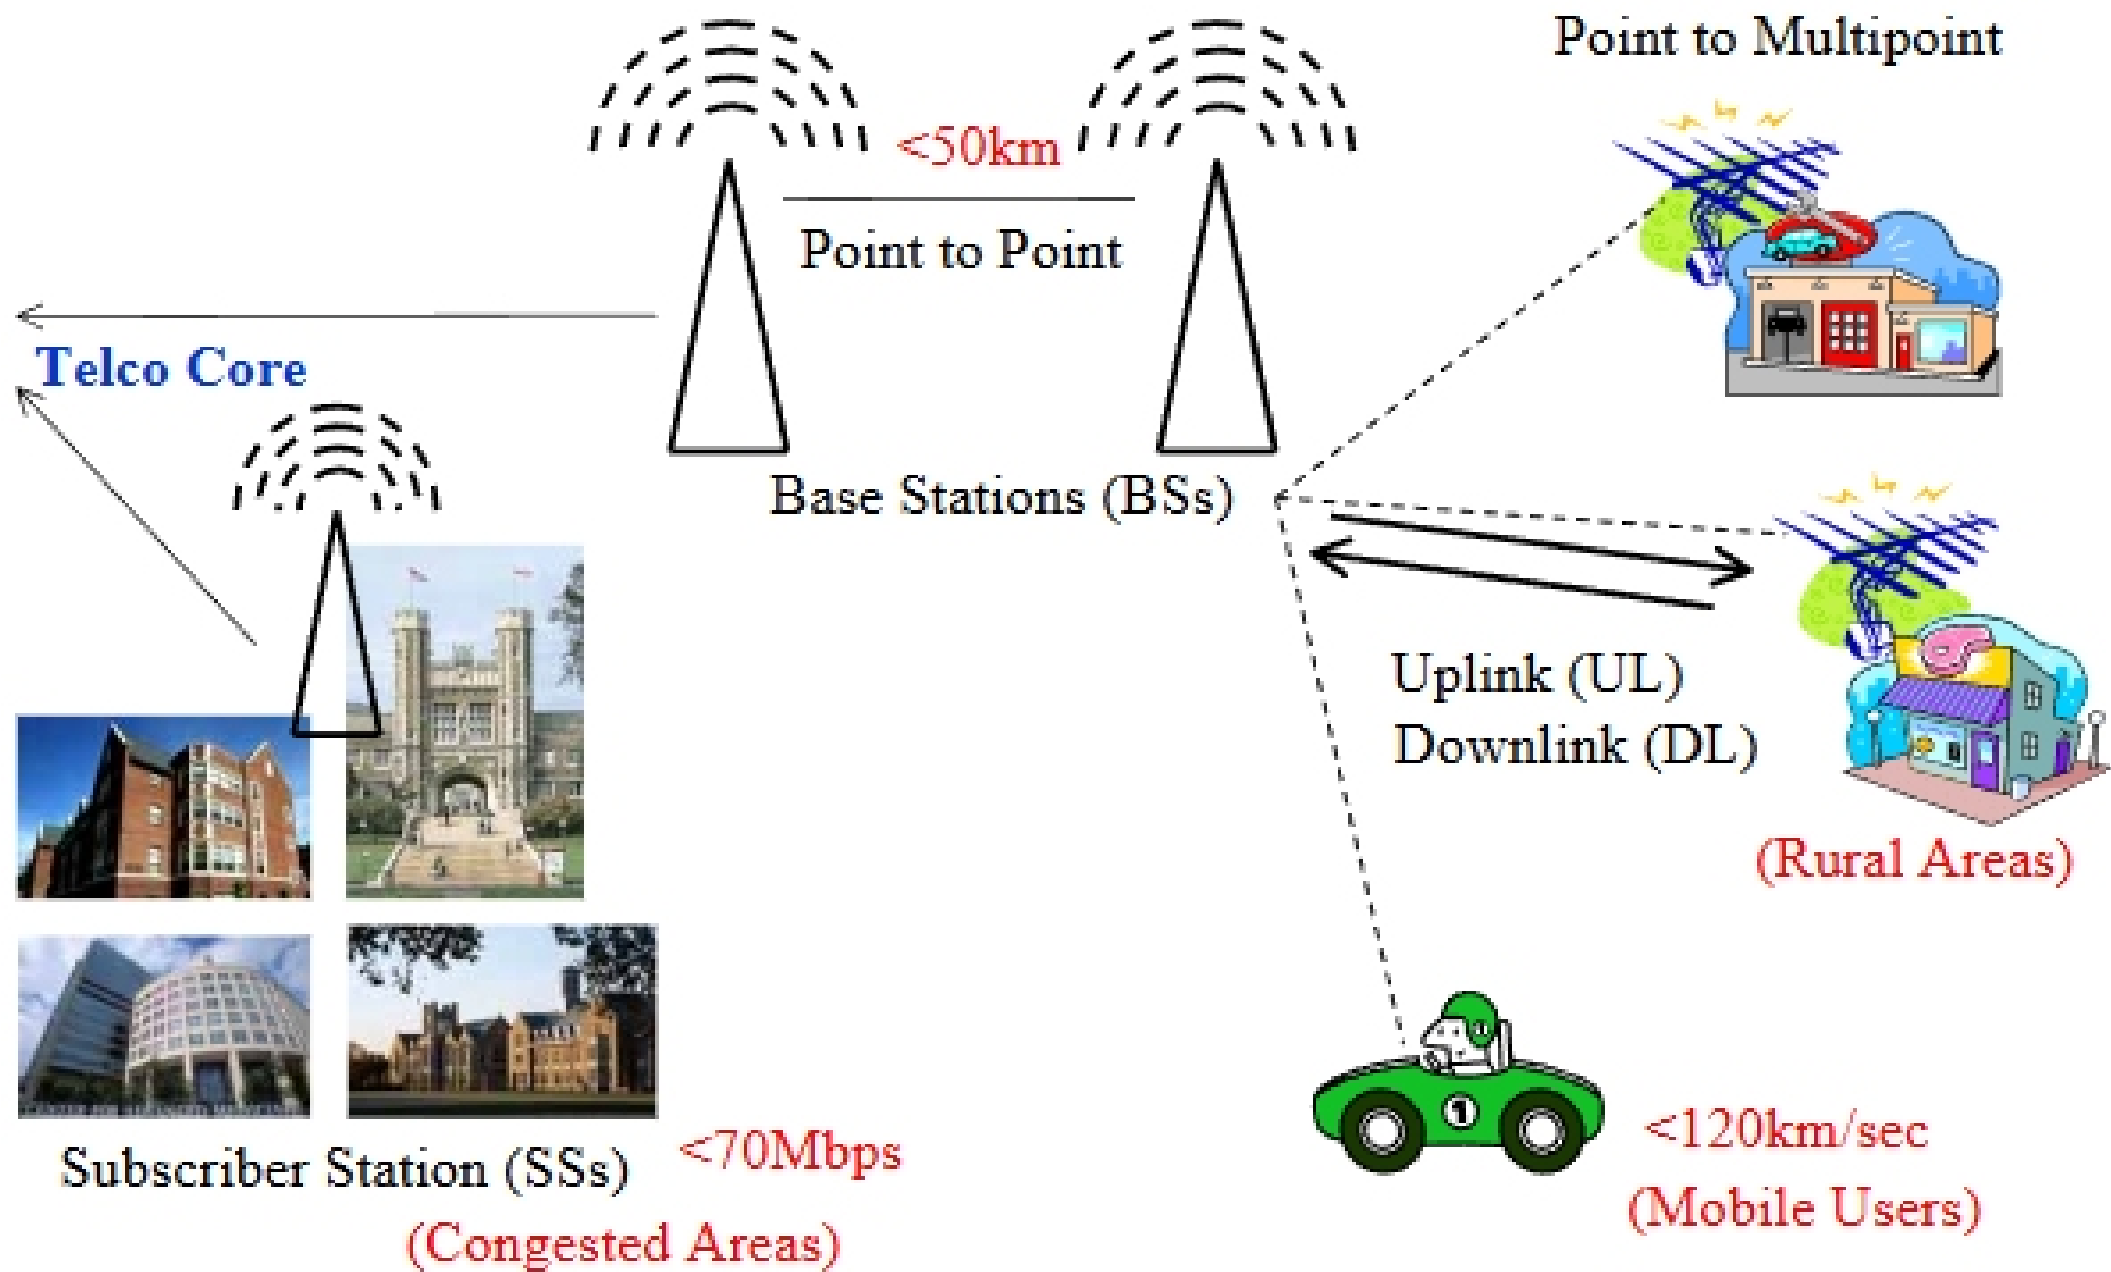 Point to Multipoint
<50km
Point to Point
Telco Core
Base Stations (BSs)
Uplink (UL)
Downlink (DL)
(Rural Areas)
1
<120km/sec
(Mobile Users)
Subscriber Station (SSs)
<70Mbps
(Congested Areas)